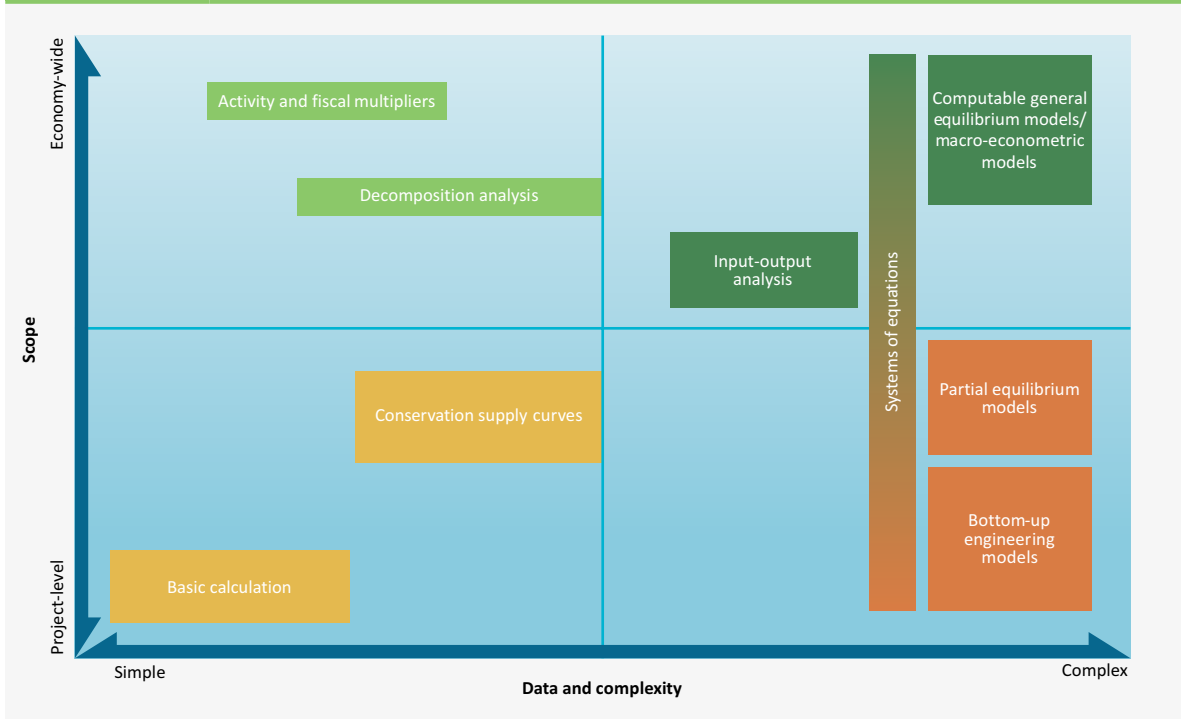 Economy-wide
Activity and fiscal multipliers
Computable general
equilibrium models/
macro-econometric
models
Decomposition analysis
Input-output
analysis
Systems of equations
Scope
Partial equilibrium
models
Conservation supply curves
Bottom-up
engineering
models
Basic calculation
Project-level
Simple
Complex
Data and complexity